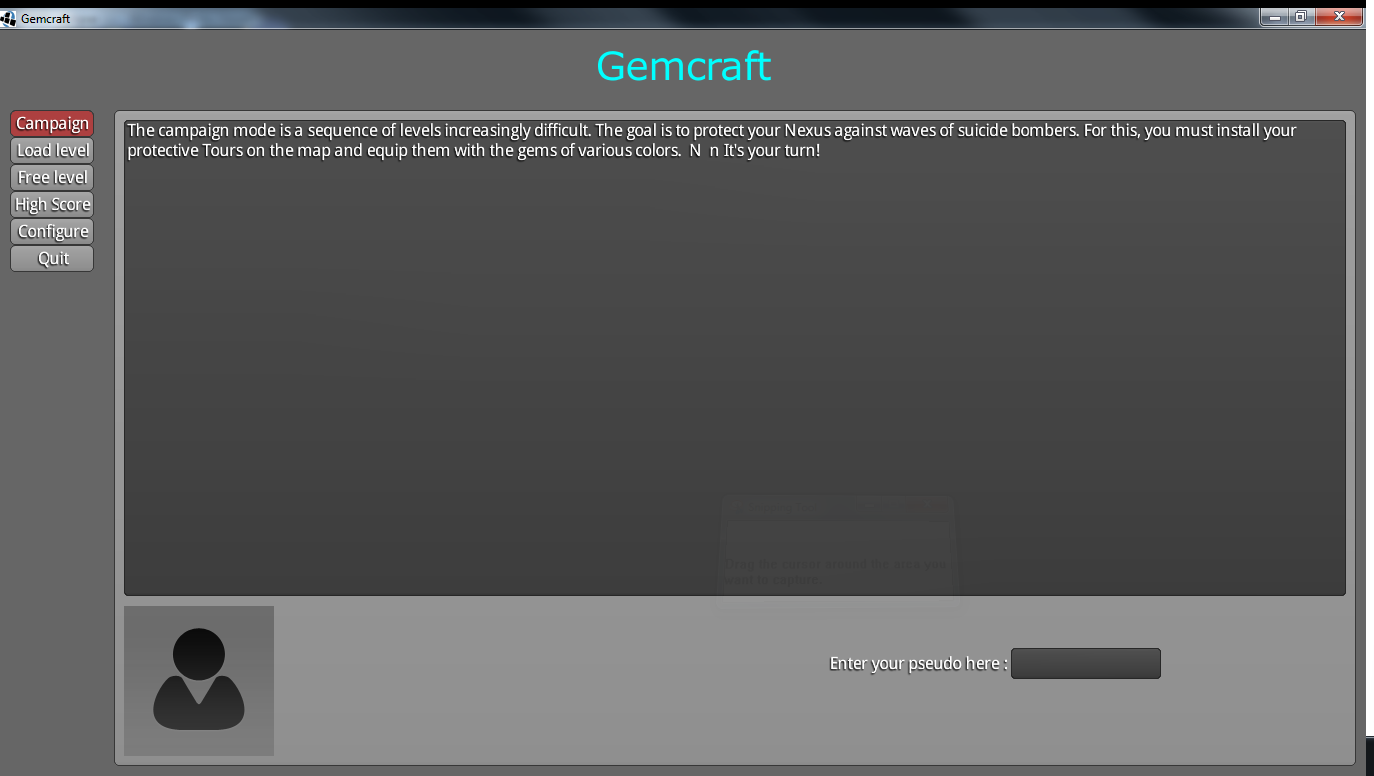 Gemcraft
Gemcraft
Campaign
Load level
Free level
High Score
Configure
Quit
The campaign mode is a sequence of levels increasingly difficult. The goal is to protect your Nexus against waves of suicide bombers. For this, you must install your
protective Tours on the map and equip them with the gems of various colors.  N  n It's your turn!
Drag the cursor around the area you
want to capture.
Enter your pseudo here :